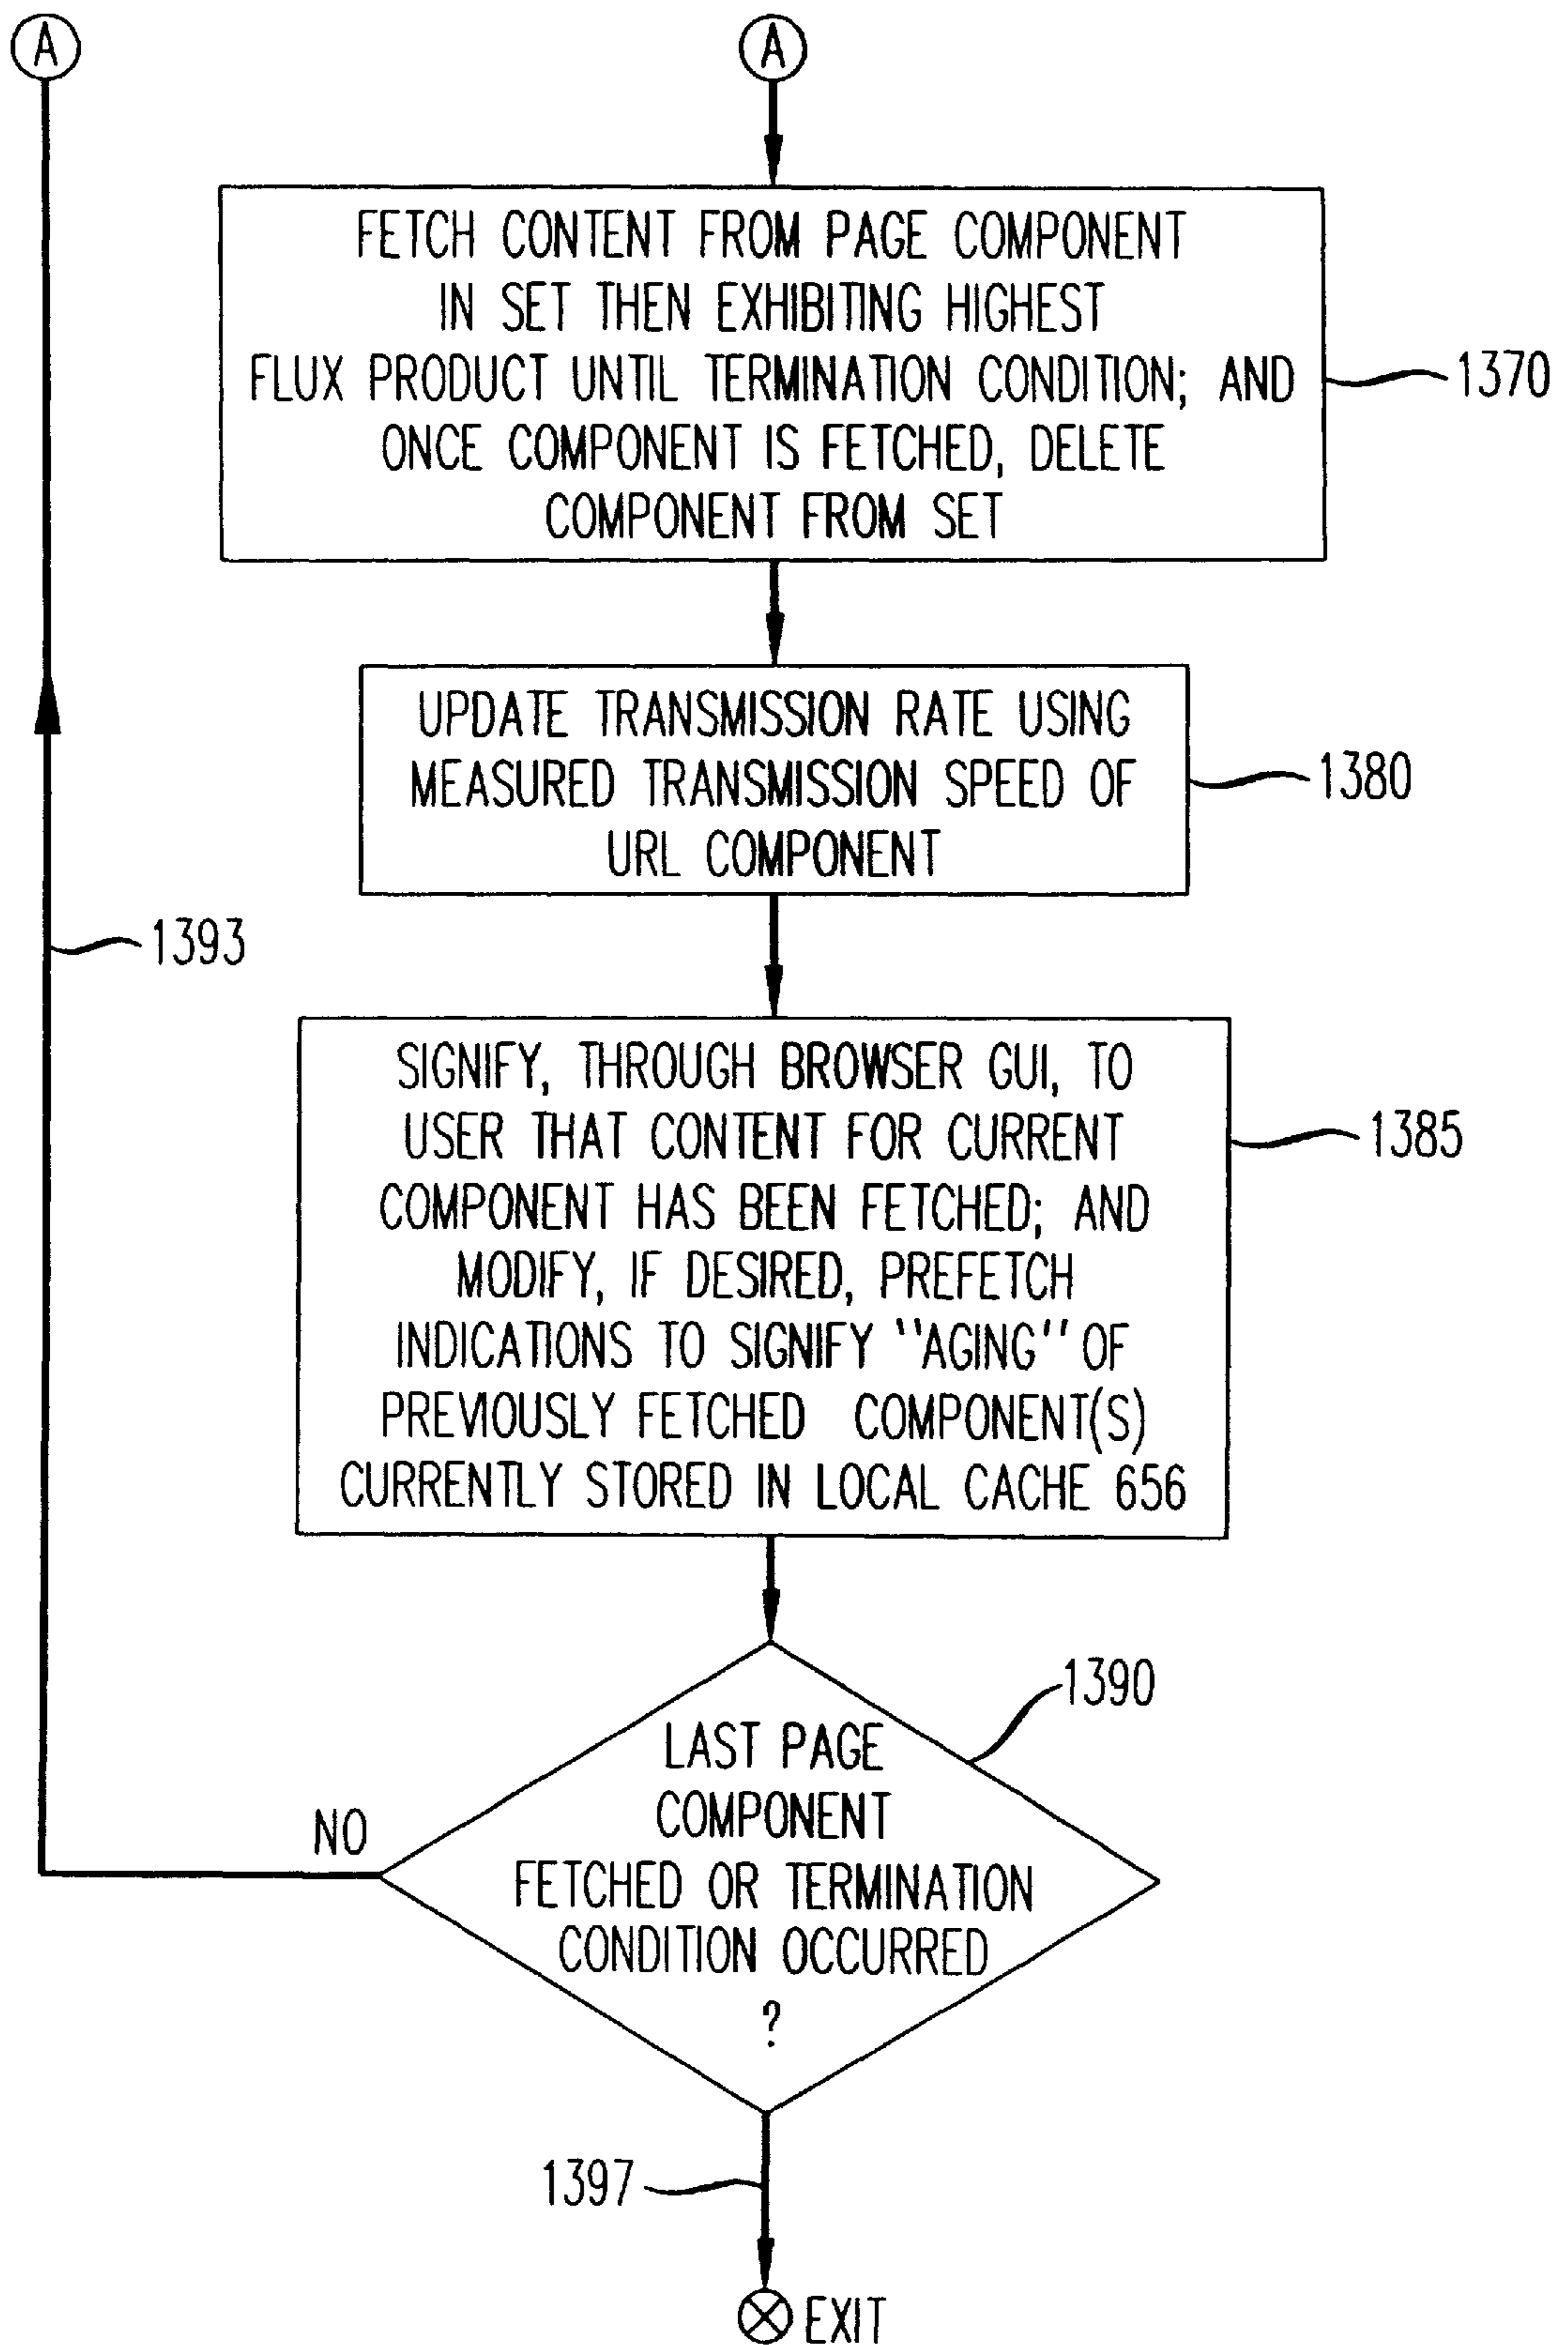 A
A
FETCH CONTENT FROM PAGE COMPONENT
IN SET THEN EXHIBITING HIGHEST
FLUX PRODUCT UNTIL TERMINATION CONDITION; AND
ONCE COMPONENT IS FETCHED, DELETE
COMPONENT FROM SET
1370
UPDATE TRANSMISSION RATE USING
MEASURED TRANSMISSION SPEED OF
URL COMPONENT
1380
1393
SIGNIFY, THROUGH BROWSER GUI, TO
USER THAT CONTENT FOR CURRENT
COMPONENT HAS BEEN FETCHED; AND
MODIFY, IF DESIRED, PREFETCH
INDICATIONS TO SIGNIFY "AGING" OF
PREVIOUSLY FETCHED COMPONENT(S)
CURRENTLY STORED IN LOCAL CACHE 656
1385
1390
LAST PAGE
COMPONENT
FETCHED OR TERMINATION
CONDITION OCCURRED
?
NO
1397
EXIT